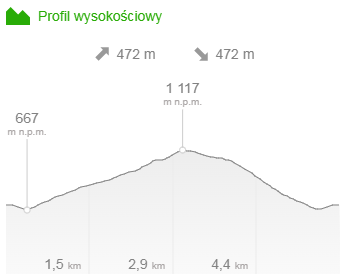 Profil wysokościowy
472 m 472 m
1 117
m n.p.m.
667
m n.p.m.
1,5 km 2,9 km 4,4 km